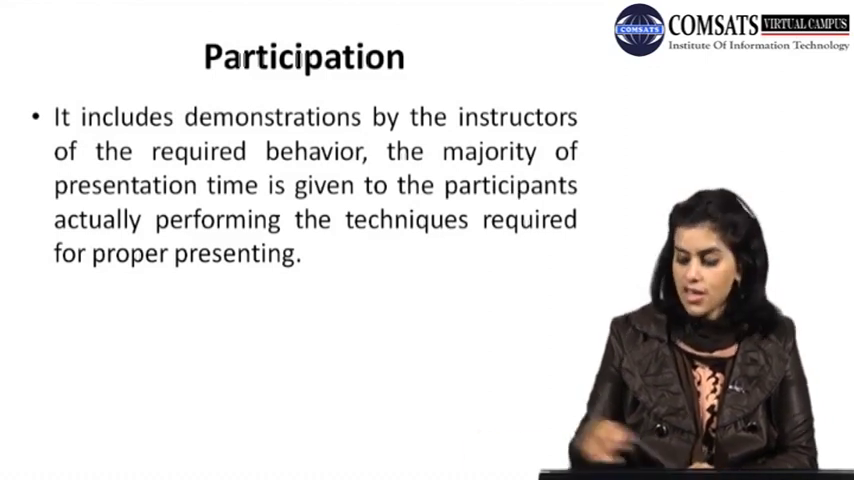 COMSATS VIRTUAL CAMPUS
COMSATS
Institute Of Information Technology
Participation
• It includes demonstrations by the instructors
of the required behavior, the majority of
presentation time is given to the participants
actually performing the techniques required
for proper presenting.